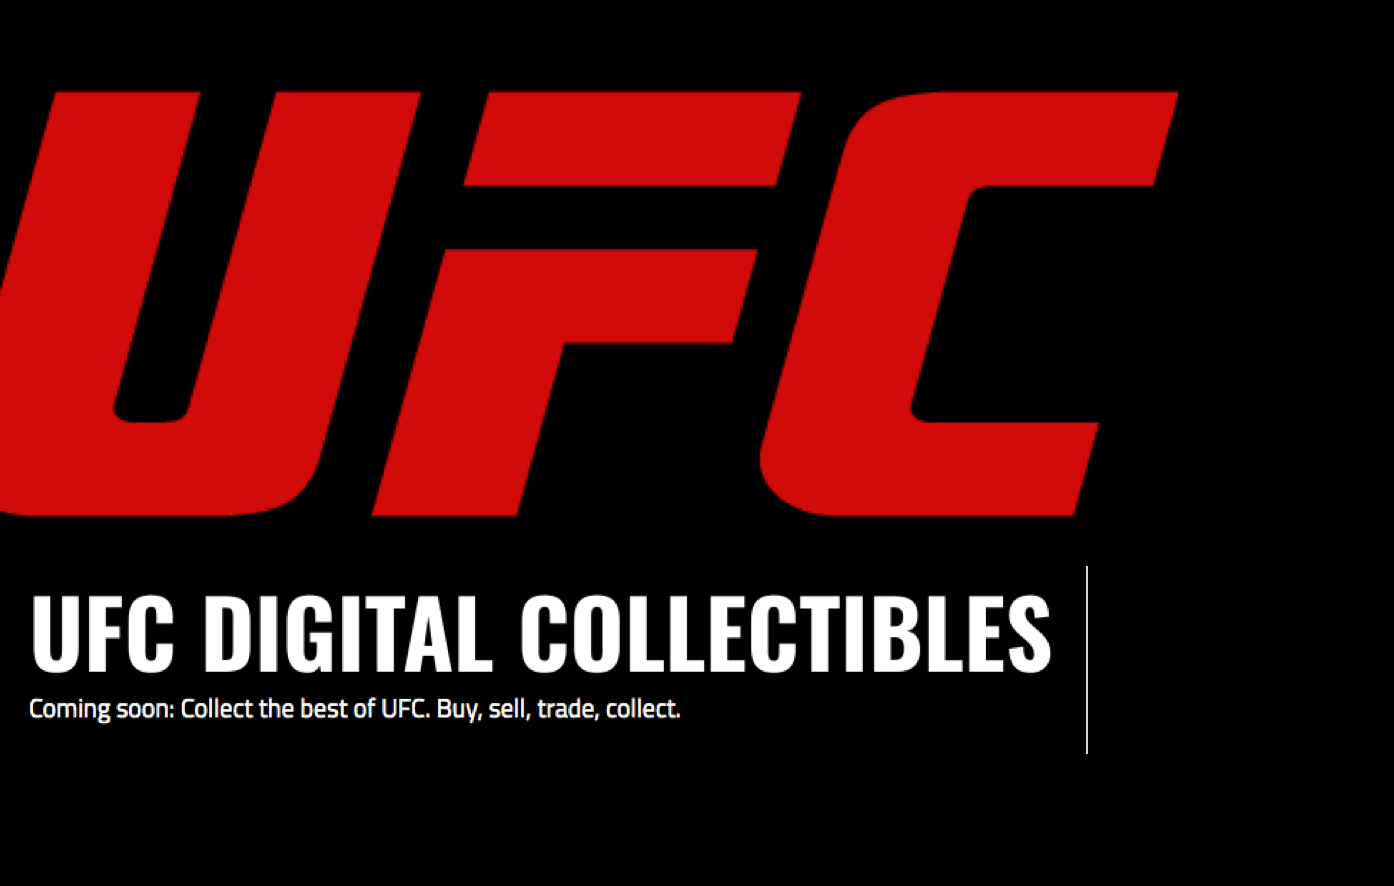 UFC
UFC DIGITAL COLLECTIBLES
Coming soon: Collect the best of UFC. Buy, sell, trade, collect.